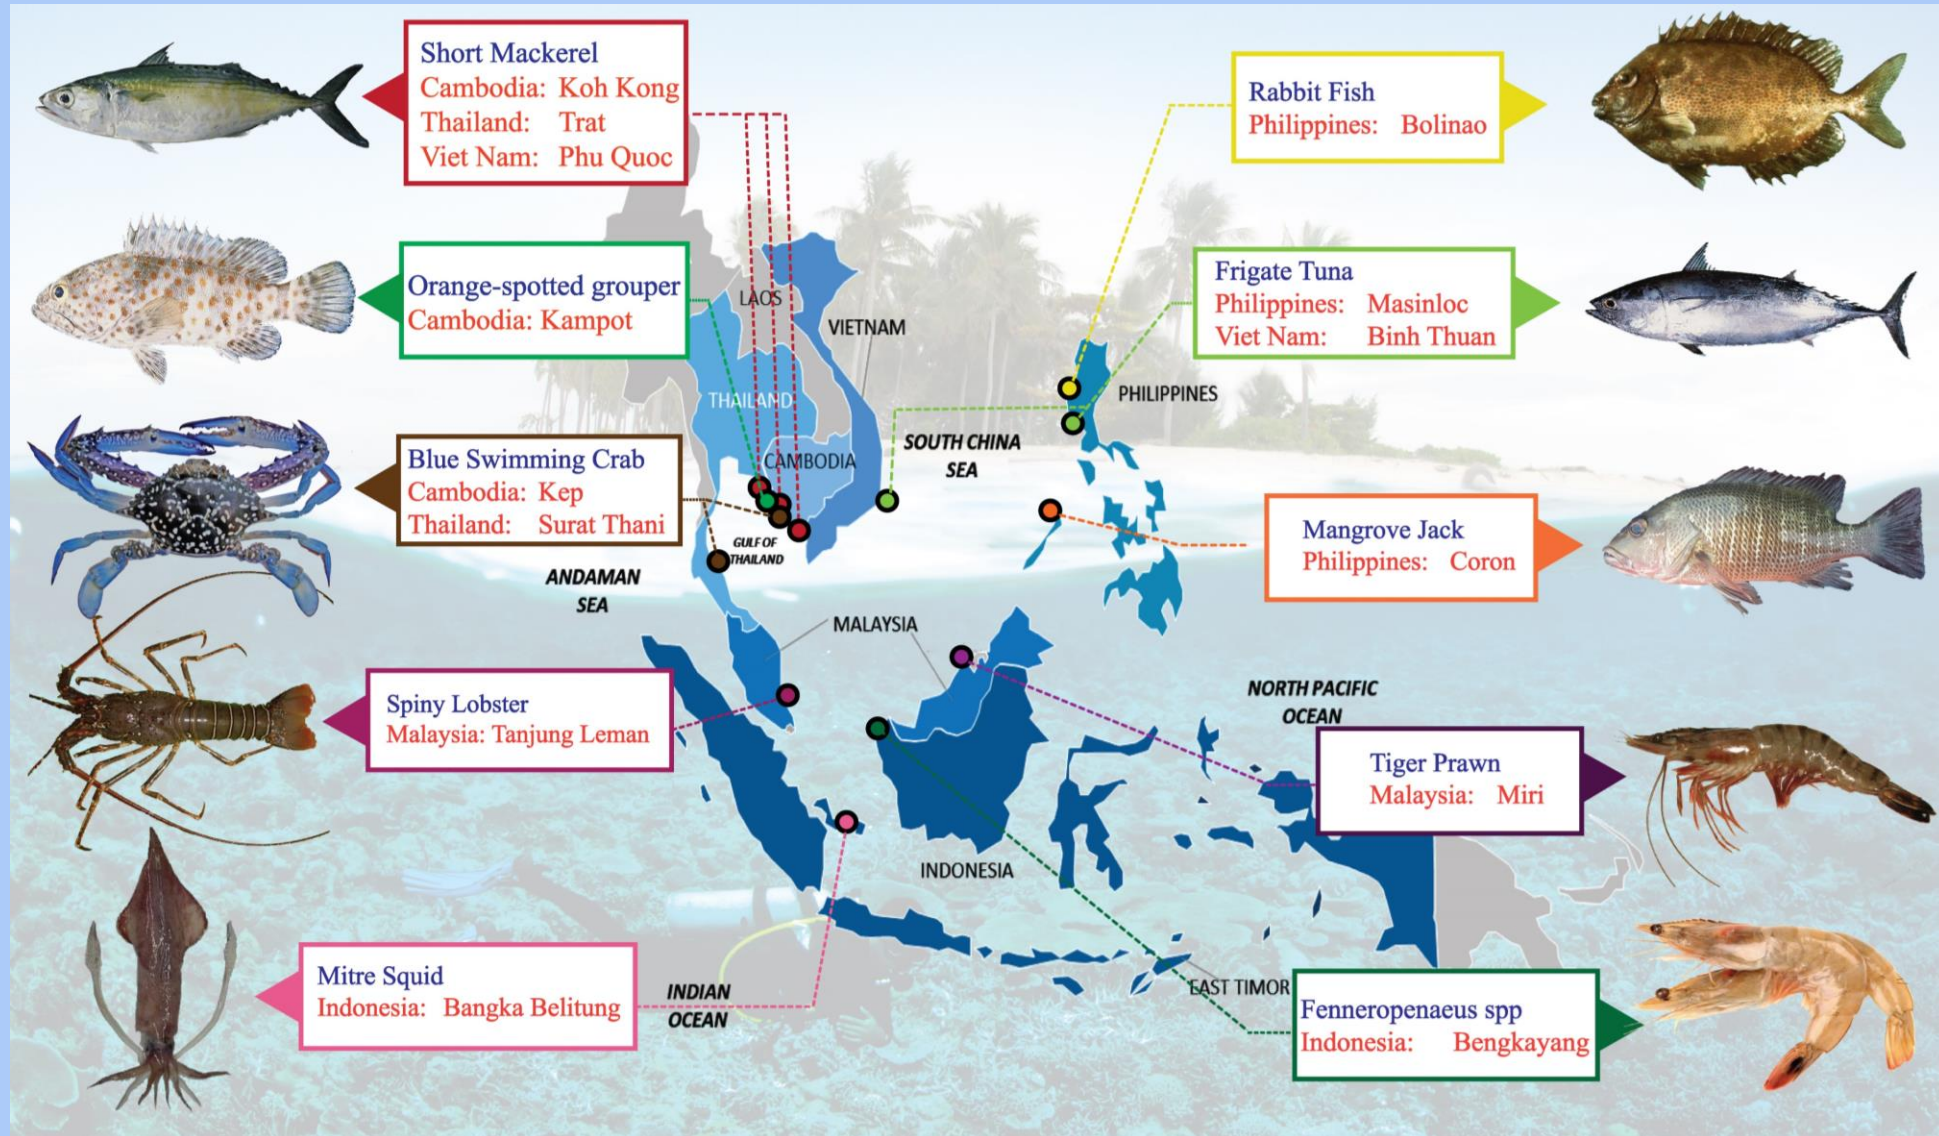 Short Mackerel
Cambodia: Koh Kong
Thailand: Trat
Viet Nam: Phu Quoc
Rabbit Fish
Philippines: Bolinao
Orange-spotted grouper
Cambodia: Kampot
Frigate Tuna
Philippines: Masinloc
Viet Nam: Binh Thuan
Blue Swimming Crab
Cambodia: Kep
Thailand: Surat Thani
Mangrove Jack
Philippines: Coron
Spiny Lobster
Malaysia: Tanjung Leman
Tiger Prawn
Malaysia: Miri
Mitre Squid
Indonesia: Bangka Belitung
Fenneropenaeus spp
Indonesia: Bengkayang
LAOS
VIETNAM
THAILAND
PHILIPPINES
CAMBODIA
SOUTH CHINA
SEA
GULF OF
THAILAND
ANDAMAN
SEA
MALAYSIA
NORTH PACIFIC
OCEAN
INDONESIA
INDIAN
OCEAN
EAST TIMOR